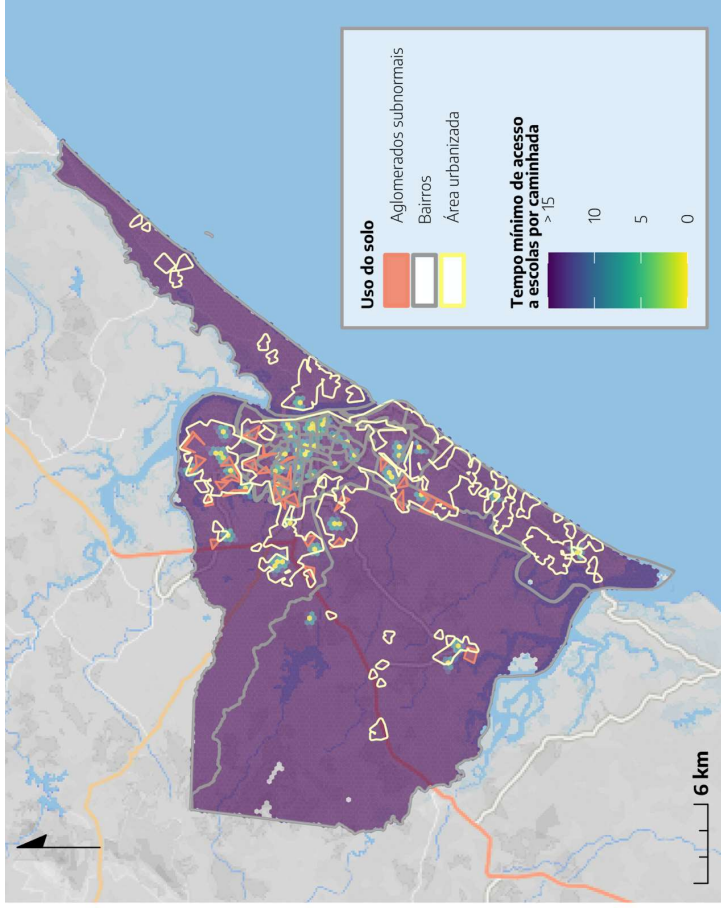 Uso do solo
Aglomerados subnormais
Bairros
Área urbanizada
Tempo mínimo de acesso
a escolas por caminhada
> 15
10
5
0
6 km